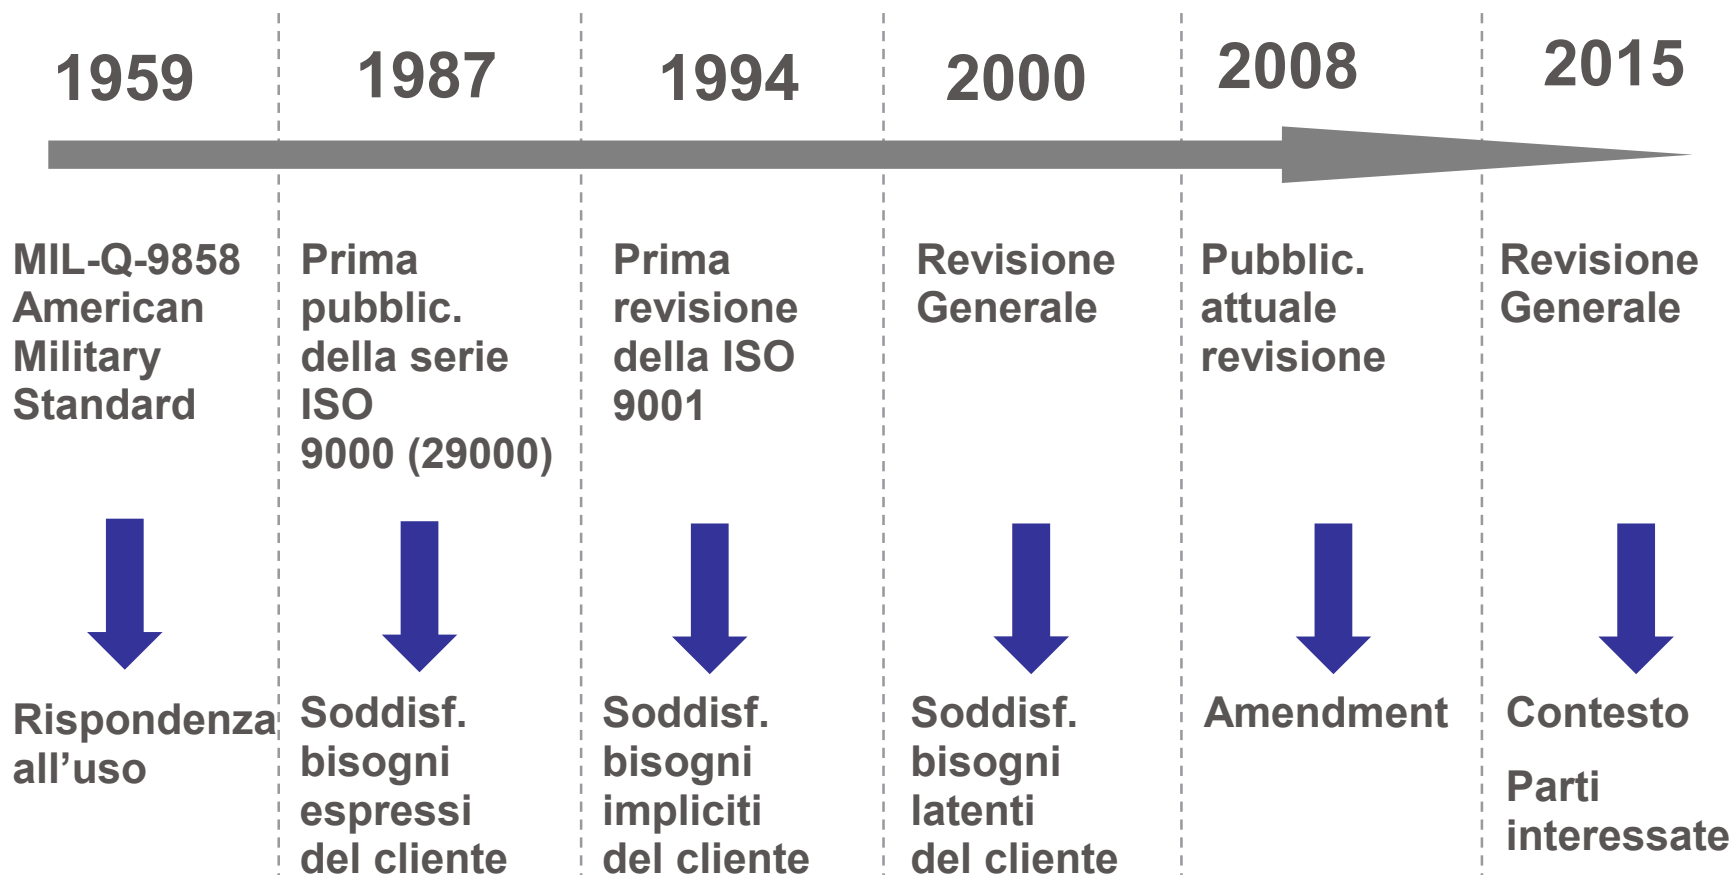 1959
1987
1994
2000
2008
2015
MIL-Q-9858
American
Military
Standard
Prima
pubblic.
della serie
ISO
9000 (29000)
Prima
revisione
della ISO
9001
Revisione
Generale
Pubblic.
attuale
revisione
Revisione
Generale
Rispondenza
all’uso
Soddisf.
bisogni
espressi
del cliente
Soddisf.
bisogni
impliciti
del cliente
Soddisf.
bisogni
latenti
del cliente
Amendment
Contesto
Parti
interessate